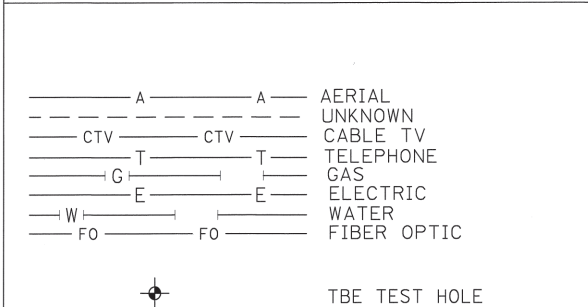 A A AERIAL
UNKNOWN
CTV CTV CABLE TV
T T TELEPHONE
G GAS
E E ELECTRIC
W WATER
FO FO FIBER OPTIC
TBE TEST HOLE